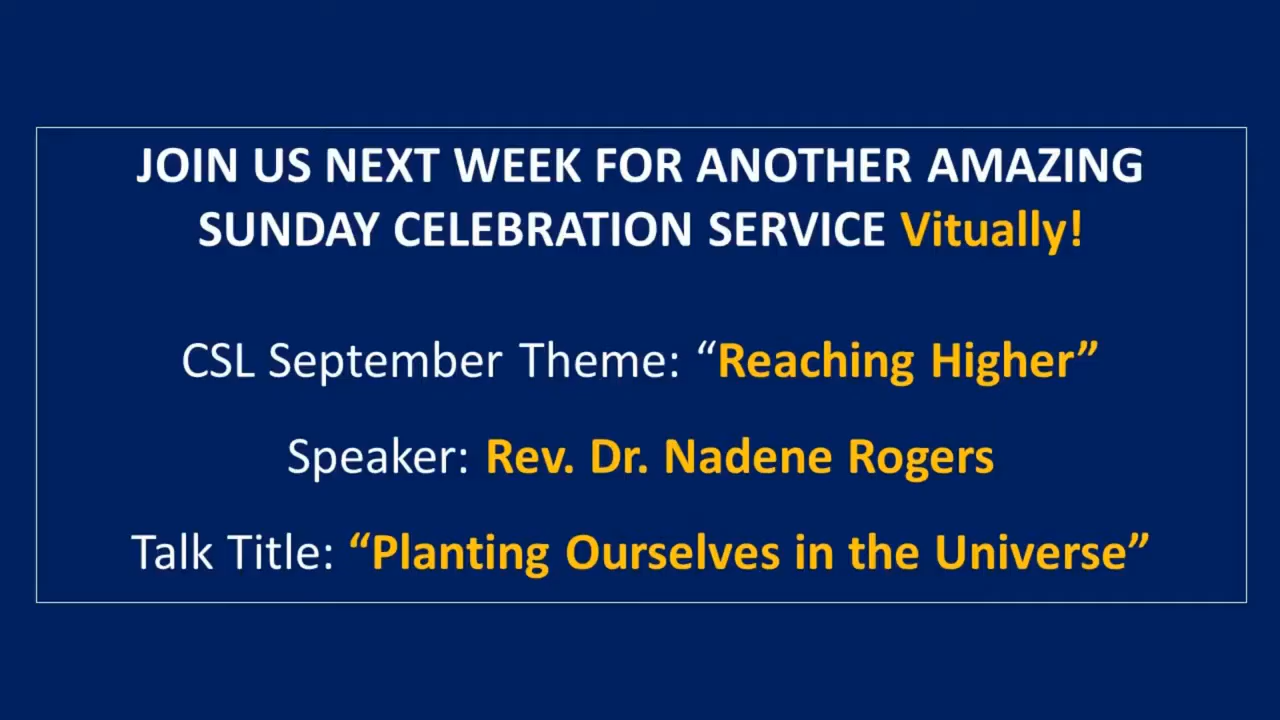 JOIN US NEXT WEEK FOR ANOTHER AMAZING
SUNDAY CELEBRATION SERVICE Vitually!
CSL September Theme: “Reaching Higher”
Speaker: Rev. Dr. Nadene Rogers
Talk Title: “Planting Ourselves in the Universe”